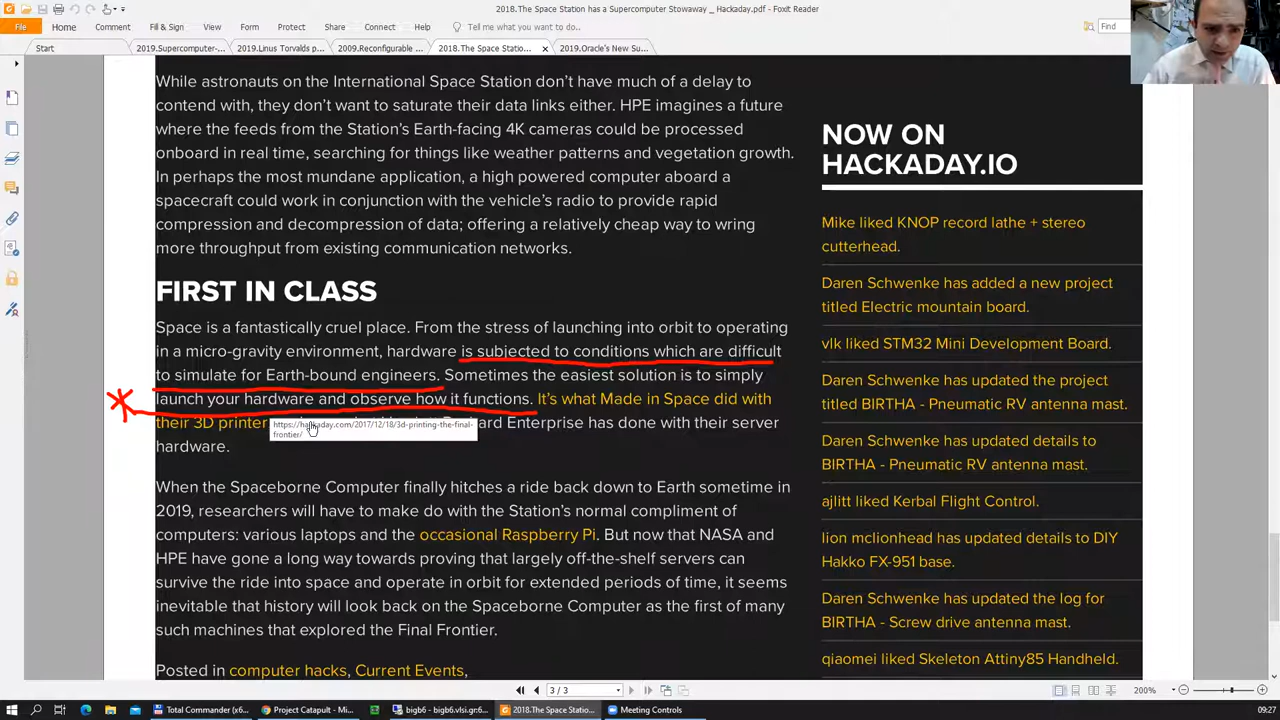 2018.The Space Station has a Supercomputer Stowaway _ Hackaday.pdf - Foxit Reader
File
Home
Comment
Fill & Sign
View
Form
Protect
Share
Connect
Help
Tell me what you want to do...
Find
Start
2019.Supercomputer-...
2019.Linus Torvalds p...
2009.Reconfigurable ...
2018.The Space Statio...
2019.Oracle's New Su...
While astronauts on the International Space Station don't have much of a delay to
contend with, they don't want to saturate their data links either. HPE imagines a future
where the feeds from the Station's Earth-facing 4K cameras could be processed
onboard in real time, searching for things like weather patterns and vegetation growth.
In perhaps the most mundane application, a high powered computer aboard a
spacecraft could work in conjunction with the vehicle's radio to provide rapid
compression and decompression of data; offering a relatively cheap way to wring
more throughput from existing communication networks.
FIRST IN CLASS
Space is a fantastically cruel place. From the stress of launching into orbit to operating
in a micro-gravity environment, hardware is subjected to conditions which are difficult
to simulate for Earth-bound engineers. Sometimes the easiest solution is to simply
launch your hardware and observe how it functions. It's what Made in Space did with
their 3D printer Enterprise has done with their server
https://hackaday.com/2017/12/18/3d-printing-the-final-
frontier/
hardware.
When the Spaceborne Computer finally hitches a ride back down to Earth sometime in
2019, researchers will have to make do with the Station's normal compliment of
computers: various laptops and the occasional Raspberry Pi. But now that NASA and
HPE have gone a long way towards proving that largely off-the-shelf servers can
survive the ride into space and operate in orbit for extended periods of time, it seems
inevitable that history will look back on the Spaceborne Computer as the first of many
such machines that explored the Final Frontier.
Posted in computer hacks, Current Events,
NOW ON
HACKADAY.IO
Mike liked KNOP record lathe + stereo
cutterhead.
Daren Schwenke has added a new project
titled Electric mountain board.
vlk liked STM32 Mini Development Board.
Daren Schwenke has updated the project
titled BIRTHA - Pneumatic RV antenna mast.
Daren Schwenke has updated details to
BIRTHA - Pneumatic RV antenna mast.
ajlitt liked Kerbal Flight Control.
lion mclionhead has updated details to DIY
Hakko FX-951 base.
Daren Schwenke has updated the log for
BIRTHA - Screw drive antenna mast.
qiaomei liked Skeleton Attiny85 Handheld.
3 / 3
200%
Total Commander (x6...
Project Catapult - Mi...
bigb6 - bigb6.vlsi.gr:...
2018.The Space Stati...
Meeting Controls
09:27